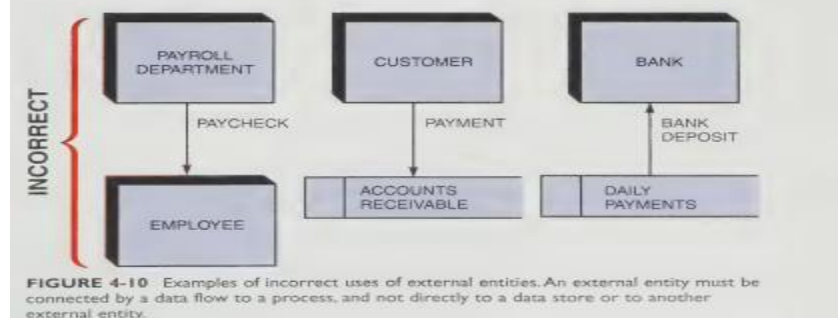 INCORRECT
PAYROLL
DEPARTMENT
CUSTOMER
BANK
PAYCHECK
PAYMENT
BANK
DEPOSIT
EMPLOYEE
ACCOUNTS
RECEIVABLE
DAILY
PAYMENTS
FIGURE 4-10 Examples of incorrect uses of external entities. An external entity must be
connected by a data flow to a process, and not directly to a data store or to another
external entity.